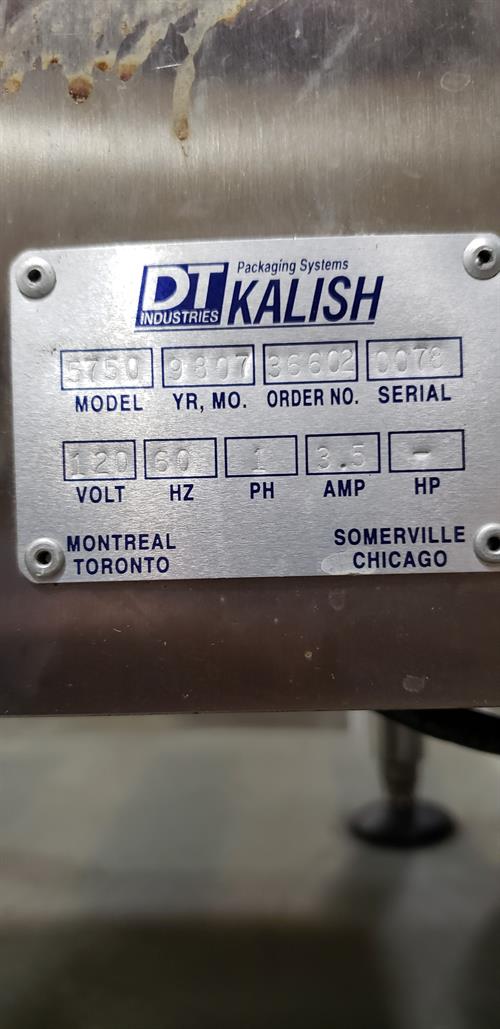 DT INDUSTRIES Packaging Systems KALISH
5750 9807 36602 0078
MODEL YR, MO. ORDER NO. SERIAL
120 60 1 3.5 -
VOLT HZ PH AMP HP
MONTREAL SOMERVILLE
TORONTO CHICAGO